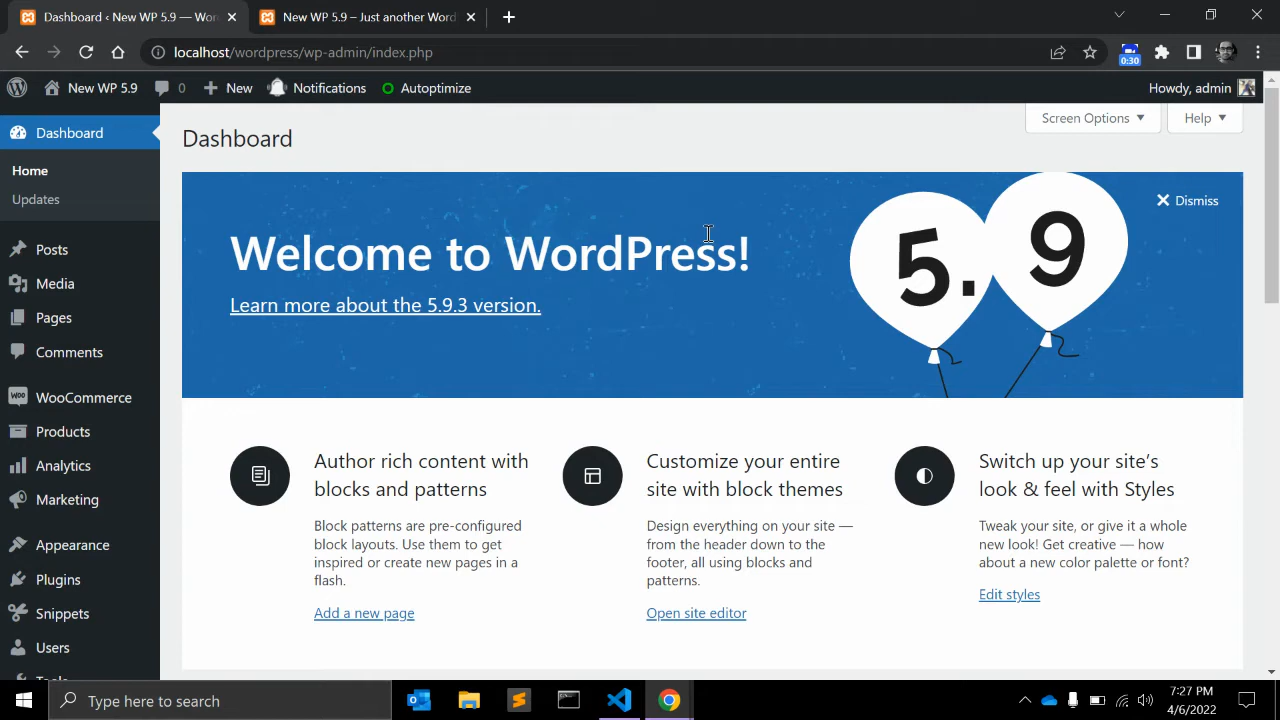 Dashboard ‹ New WP 5.9 — Wor
New WP 5.9 – Just another Word
localhost/wordpress/wp-admin/index.php
0:30
New WP 5.9
0
New
Notifications
Autoptimize
Howdy, admin
Dashboard
Home
Updates
Posts
Media
Pages
Comments
WooCommerce
Products
Analytics
Marketing
Appearance
Plugins
Snippets
Users
Screen Options
Help
Dashboard
Welcome to WordPress!
Learn more about the 5.9.3 version.
5.9
Dismiss
Author rich content with
blocks and patterns
Block patterns are pre-configured
block layouts. Use them to get
inspired or create new pages in a
flash.
Add a new page
Customize your entire
site with block themes
Design everything on your site —
from the header down to the
footer, all using blocks and
patterns.
Open site editor
Switch up your site’s
look & feel with Styles
Tweak your site, or give it a whole
new look! Get creative — how
about a new color palette or font?
Edit styles
Type here to search
7:27 PM
4/6/2022